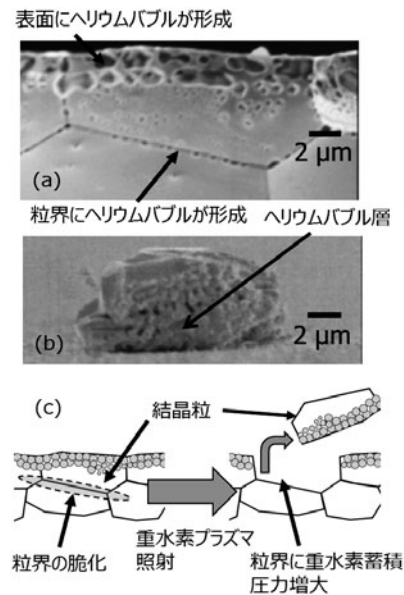 表面にヘリウムバブルが形成
2 μm
(a)
粒界にヘリウムバブルが形成
ヘリウムバブル層
2 μm
(b)
(c)
結晶粒
粒界の脆化
重水素プラズマ
照射
粒界に重水素蓄積
圧力増大